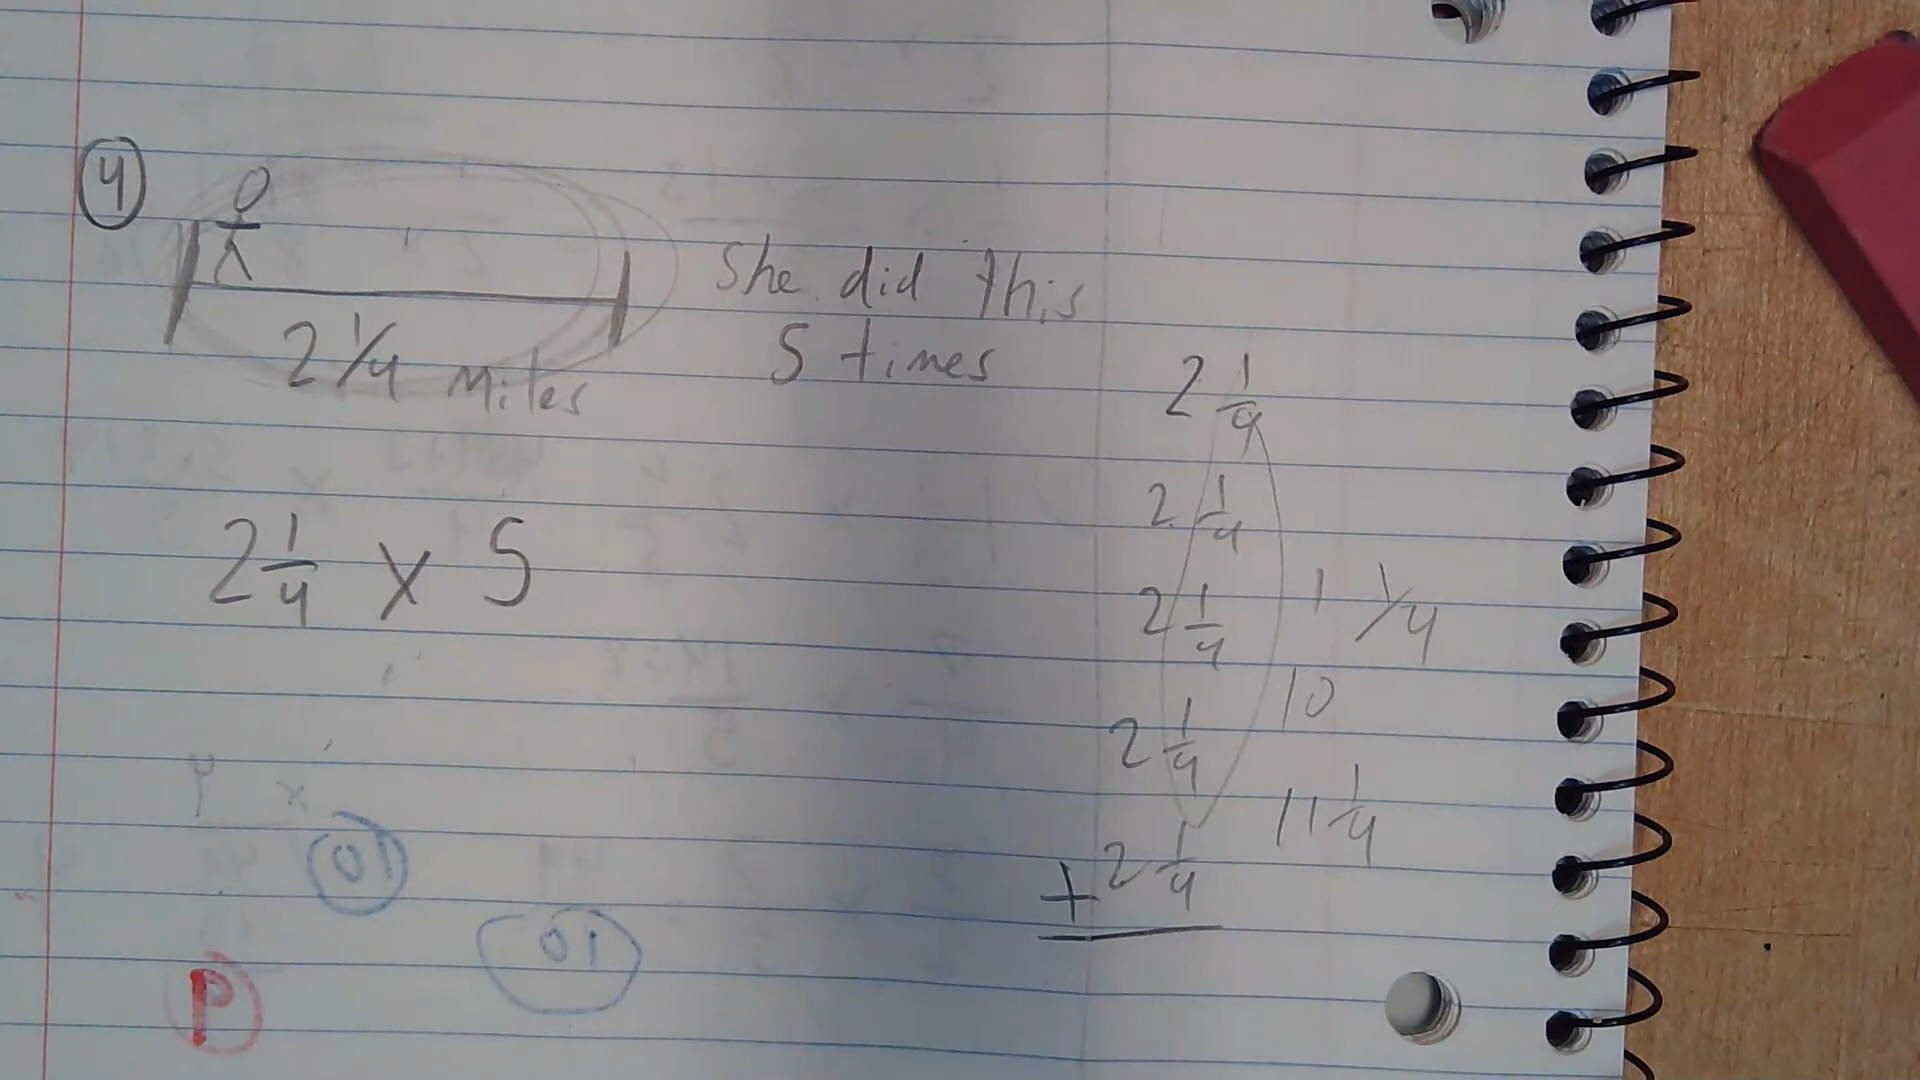 4
2 1/4 Miles
She did this
5 times
2 1/4 x 5
2 1/4
2 1/4
2 1/4
2 1/4
+ 2 1/4
1 1/4
10
11 1/4
P